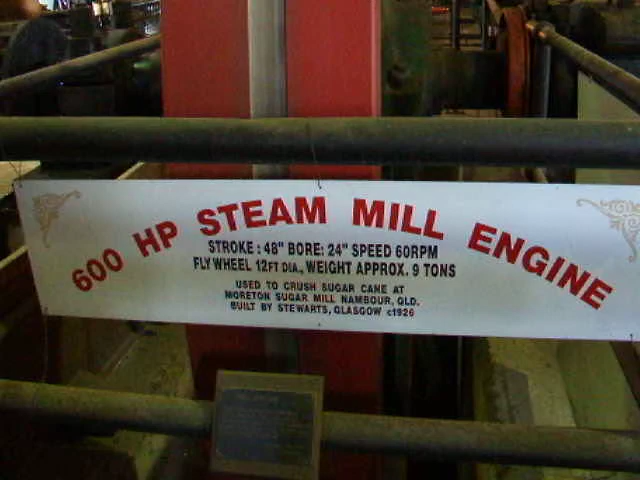 600 HP STEAM MILL ENGINE
STROKE : 48" BORE: 24" SPEED 60RPM
FLY WHEEL 12FT DIA., WEIGHT APPROX. 9 TONS
USED TO CRUSH SUGAR CANE AT
MORETON SUGAR MILL NAMBOUR, QLD.
BUILT BY STEWARTS, GLASGOW c1926